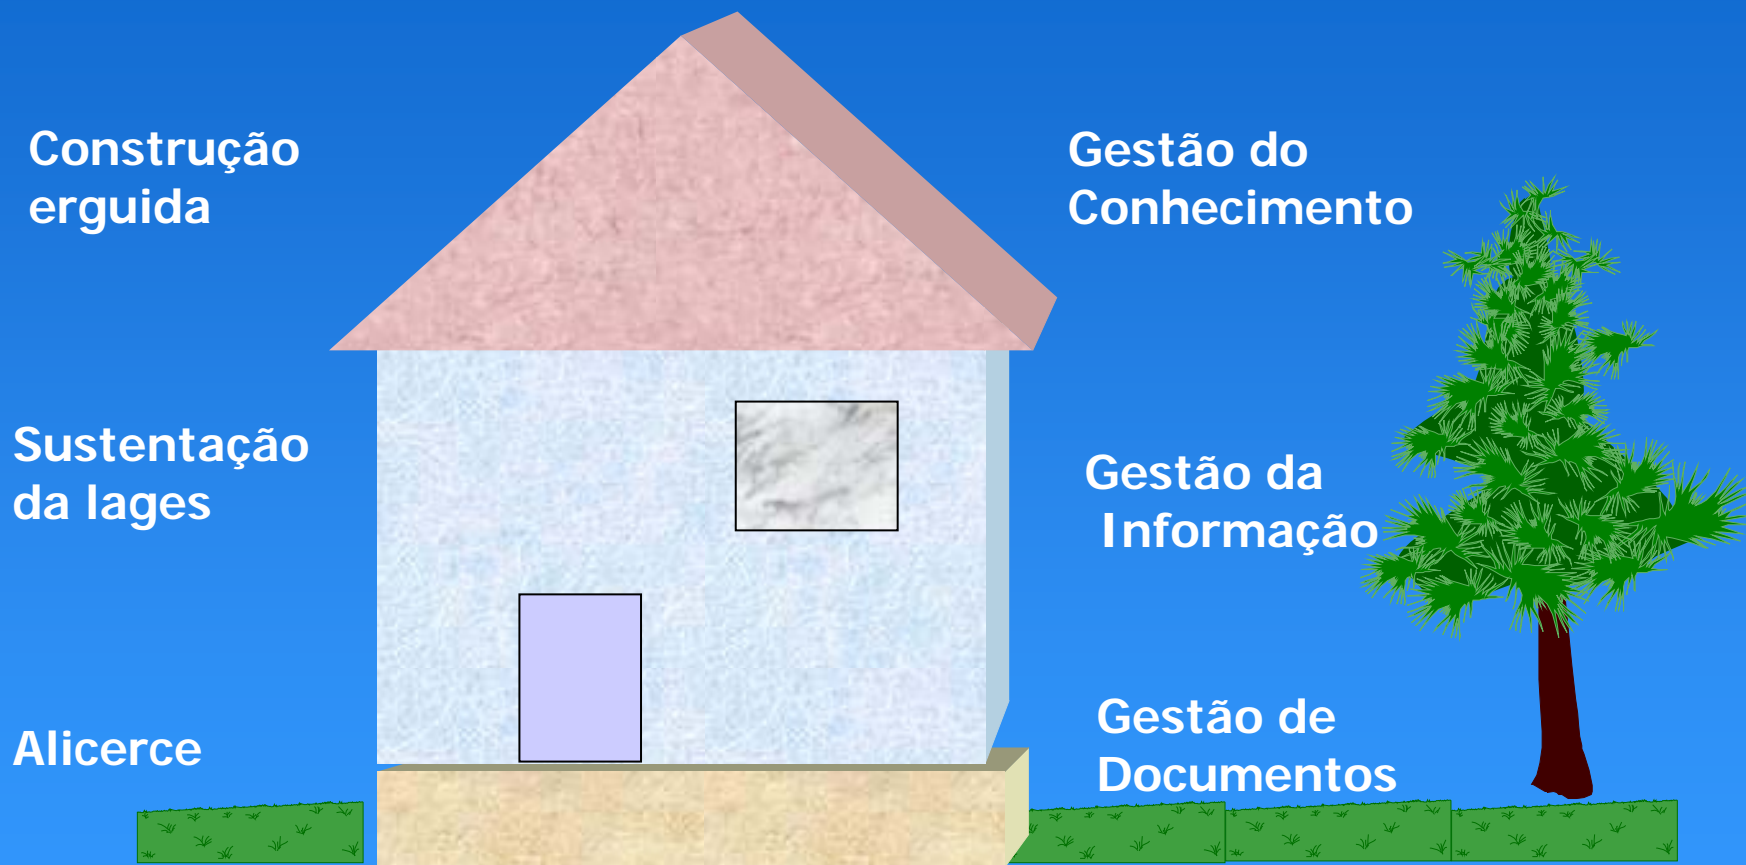 Construção
erguida
Gestão do
Conhecimento
Sustentação
da lages
Gestão da
Informação
Alicerce
Gestão de
Documentos